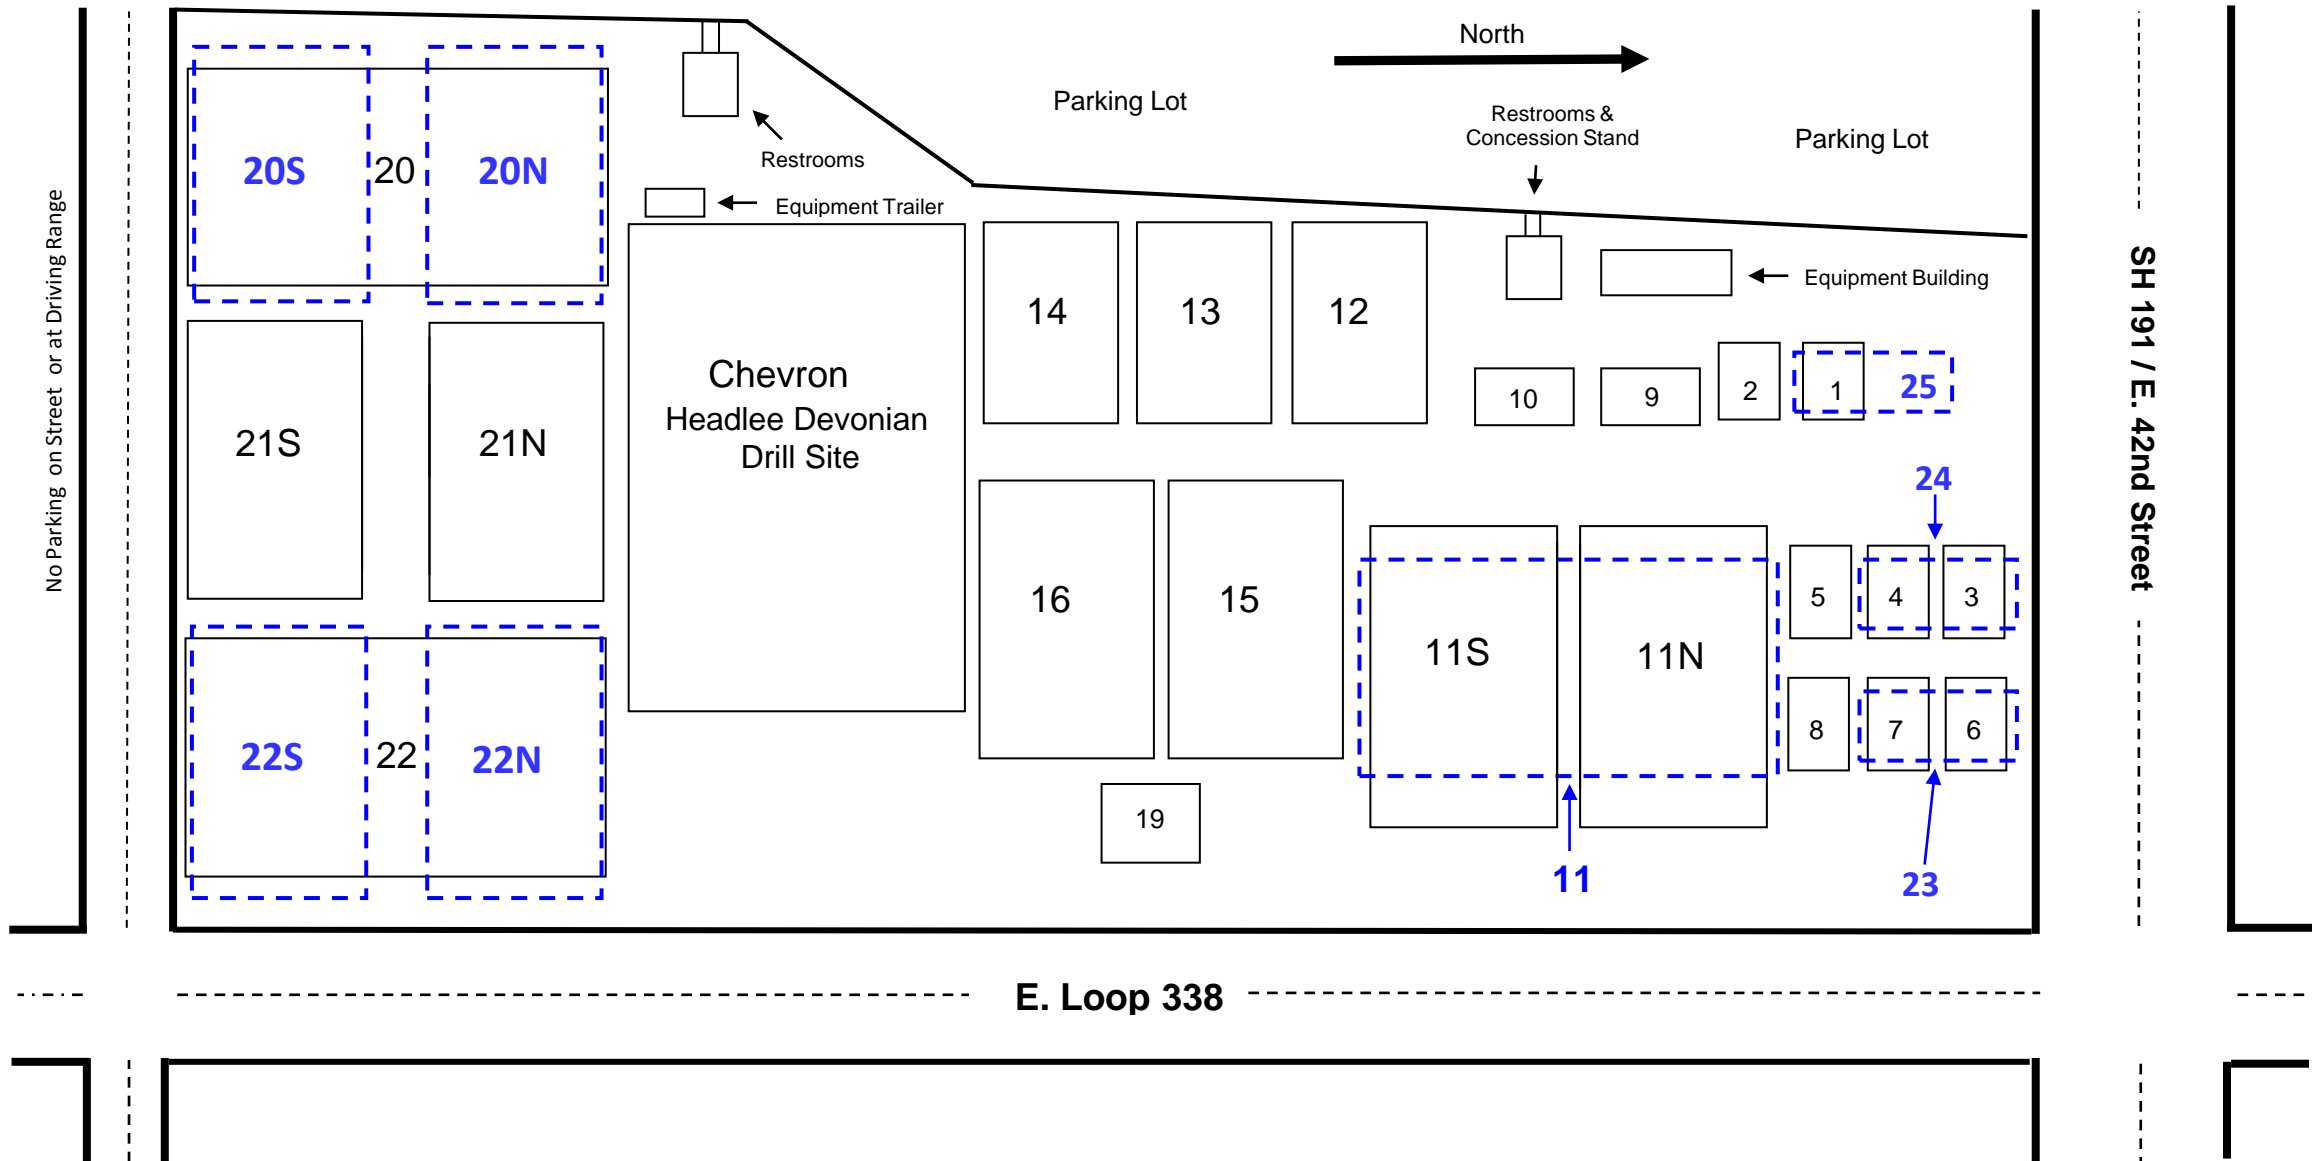 North
Parking Lot
Restrooms &
Concession Stand
Parking Lot
Restrooms
Equipment Trailer
20S
20
20N
Equipment Building
No Parking on Street or at Driving Range
SH 191 / E. 42nd Street
14
13
12
Chevron
Headlee Devonian
Drill Site
10
9
2
1
25
21S
21N
24
16
15
5
4
3
11S
11N
22S
22
22N
8
7
6
19
11
23
E. Loop 338